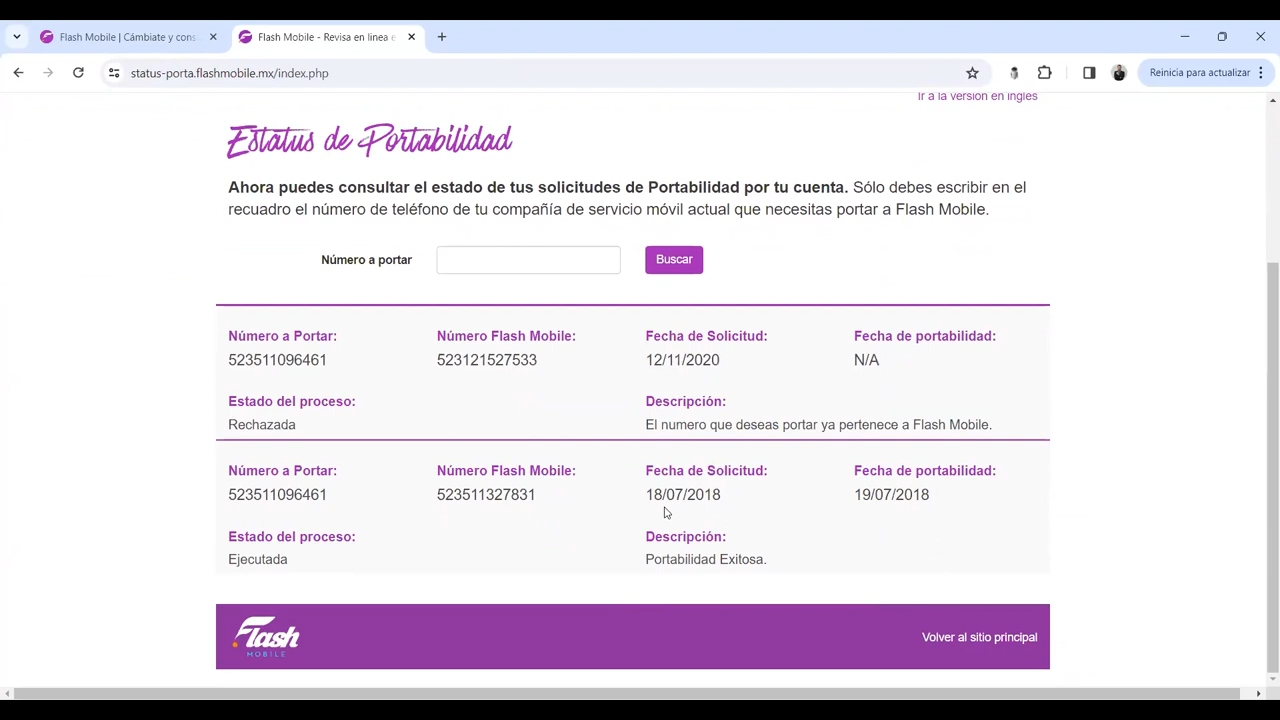 Flash Mobile | Cámbiate y cons
Flash Mobile - Revisa en linea e
status-porta.flashmobile.mx/index.php
Reinicia para actualizar
Ir a la version en ingles
Estatus de Portabilidad
Ahora puedes consultar el estado de tus solicitudes de Portabilidad por tu cuenta. Sólo debes escribir en el
recuadro el número de teléfono de tu compañía de servicio móvil actual que necesitas portar a Flash Mobile.
Número a portar
Buscar
Número a Portar: Número Flash Mobile: Fecha de Solicitud: Fecha de portabilidad:
523511096461 523121527533 12/11/2020 N/A
Estado del proceso: Descripción:
Rechazada El numero que deseas portar ya pertenece a Flash Mobile.
Número a Portar: Número Flash Mobile: Fecha de Solicitud: Fecha de portabilidad:
523511096461 523511327831 18/07/2018 19/07/2018
Estado del proceso: Descripción:
Ejecutada Portabilidad Exitosa.
Flash
MOBILE
Volver al sitio principal